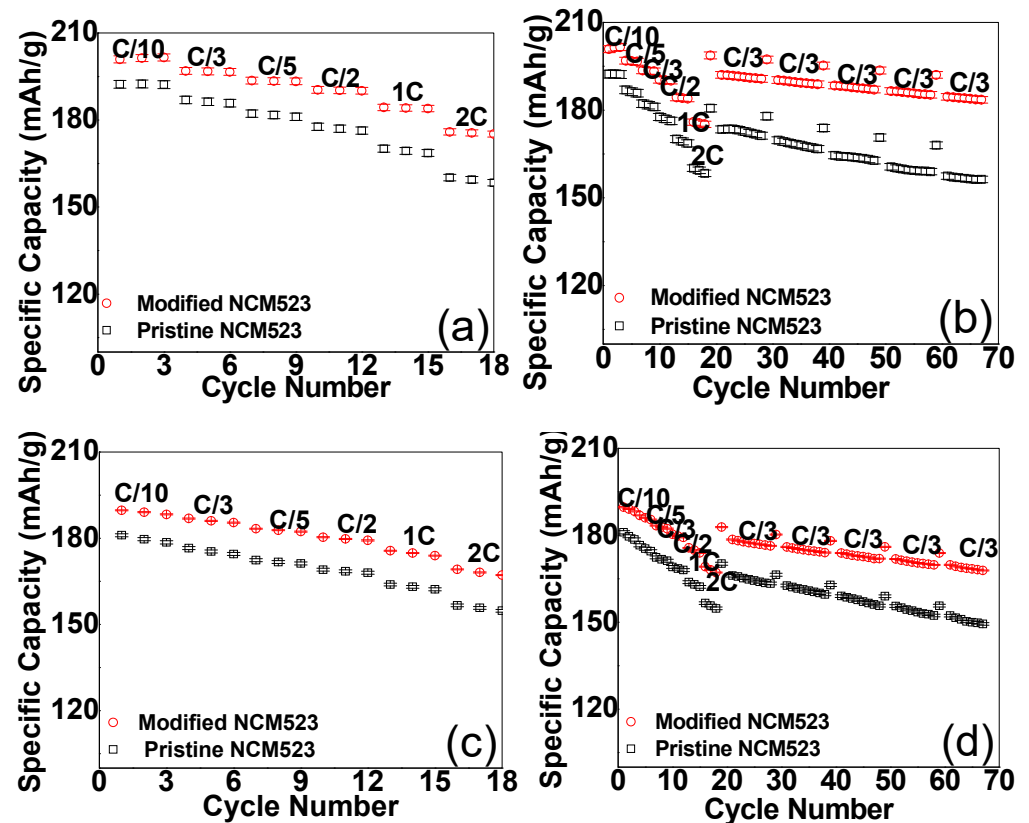 210
180
150
120
Specific Capacity (mAh/g)
C/10
C/3
C/5
C/2
1C
2C
Modified NCM523
Pristine NCM523
(a)
0 3 6 9 12 15 18
Cycle Number
210
180
150
120
Specific Capacity (mAh/g)
C/10
C/5
C/3
C/2
1C
2C
C/3 C/3 C/3 C/3 C/3
Modified NCM523
Pristine NCM523
(b)
0 10 20 30 40 50 60 70
Cycle Number
210
180
150
120
Specific Capacity (mAh/g)
C/10
C/3
C/5
C/2
1C
2C
Modified NCM523
Pristine NCM523
(c)
0 3 6 9 12 15 18
Cycle Number
210
180
150
120
Specific Capacity (mAh/g)
C/10
C/5
C/3
C/2
1C
2C
C/3 C/3 C/3 C/3 C/3
Modified NCM523
Pristine NCM523
(d)
0 10 20 30 40 50 60 70
Cycle Number